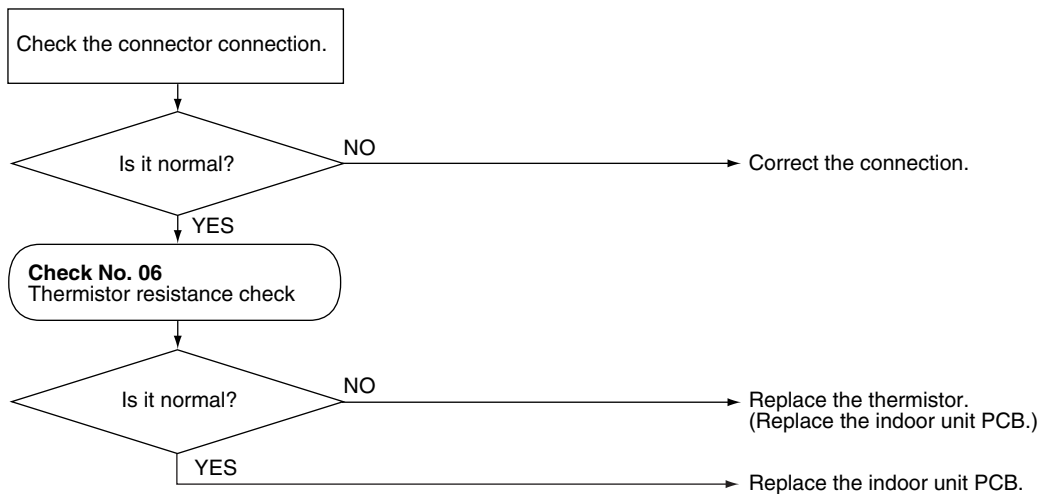 Check the connector connection.
Is it normal?
NO
Correct the connection.
YES
Check No. 06
Thermistor resistance check
Is it normal?
NO
Replace the thermistor.
(Replace the indoor unit PCB.)
YES
Replace the indoor unit PCB.